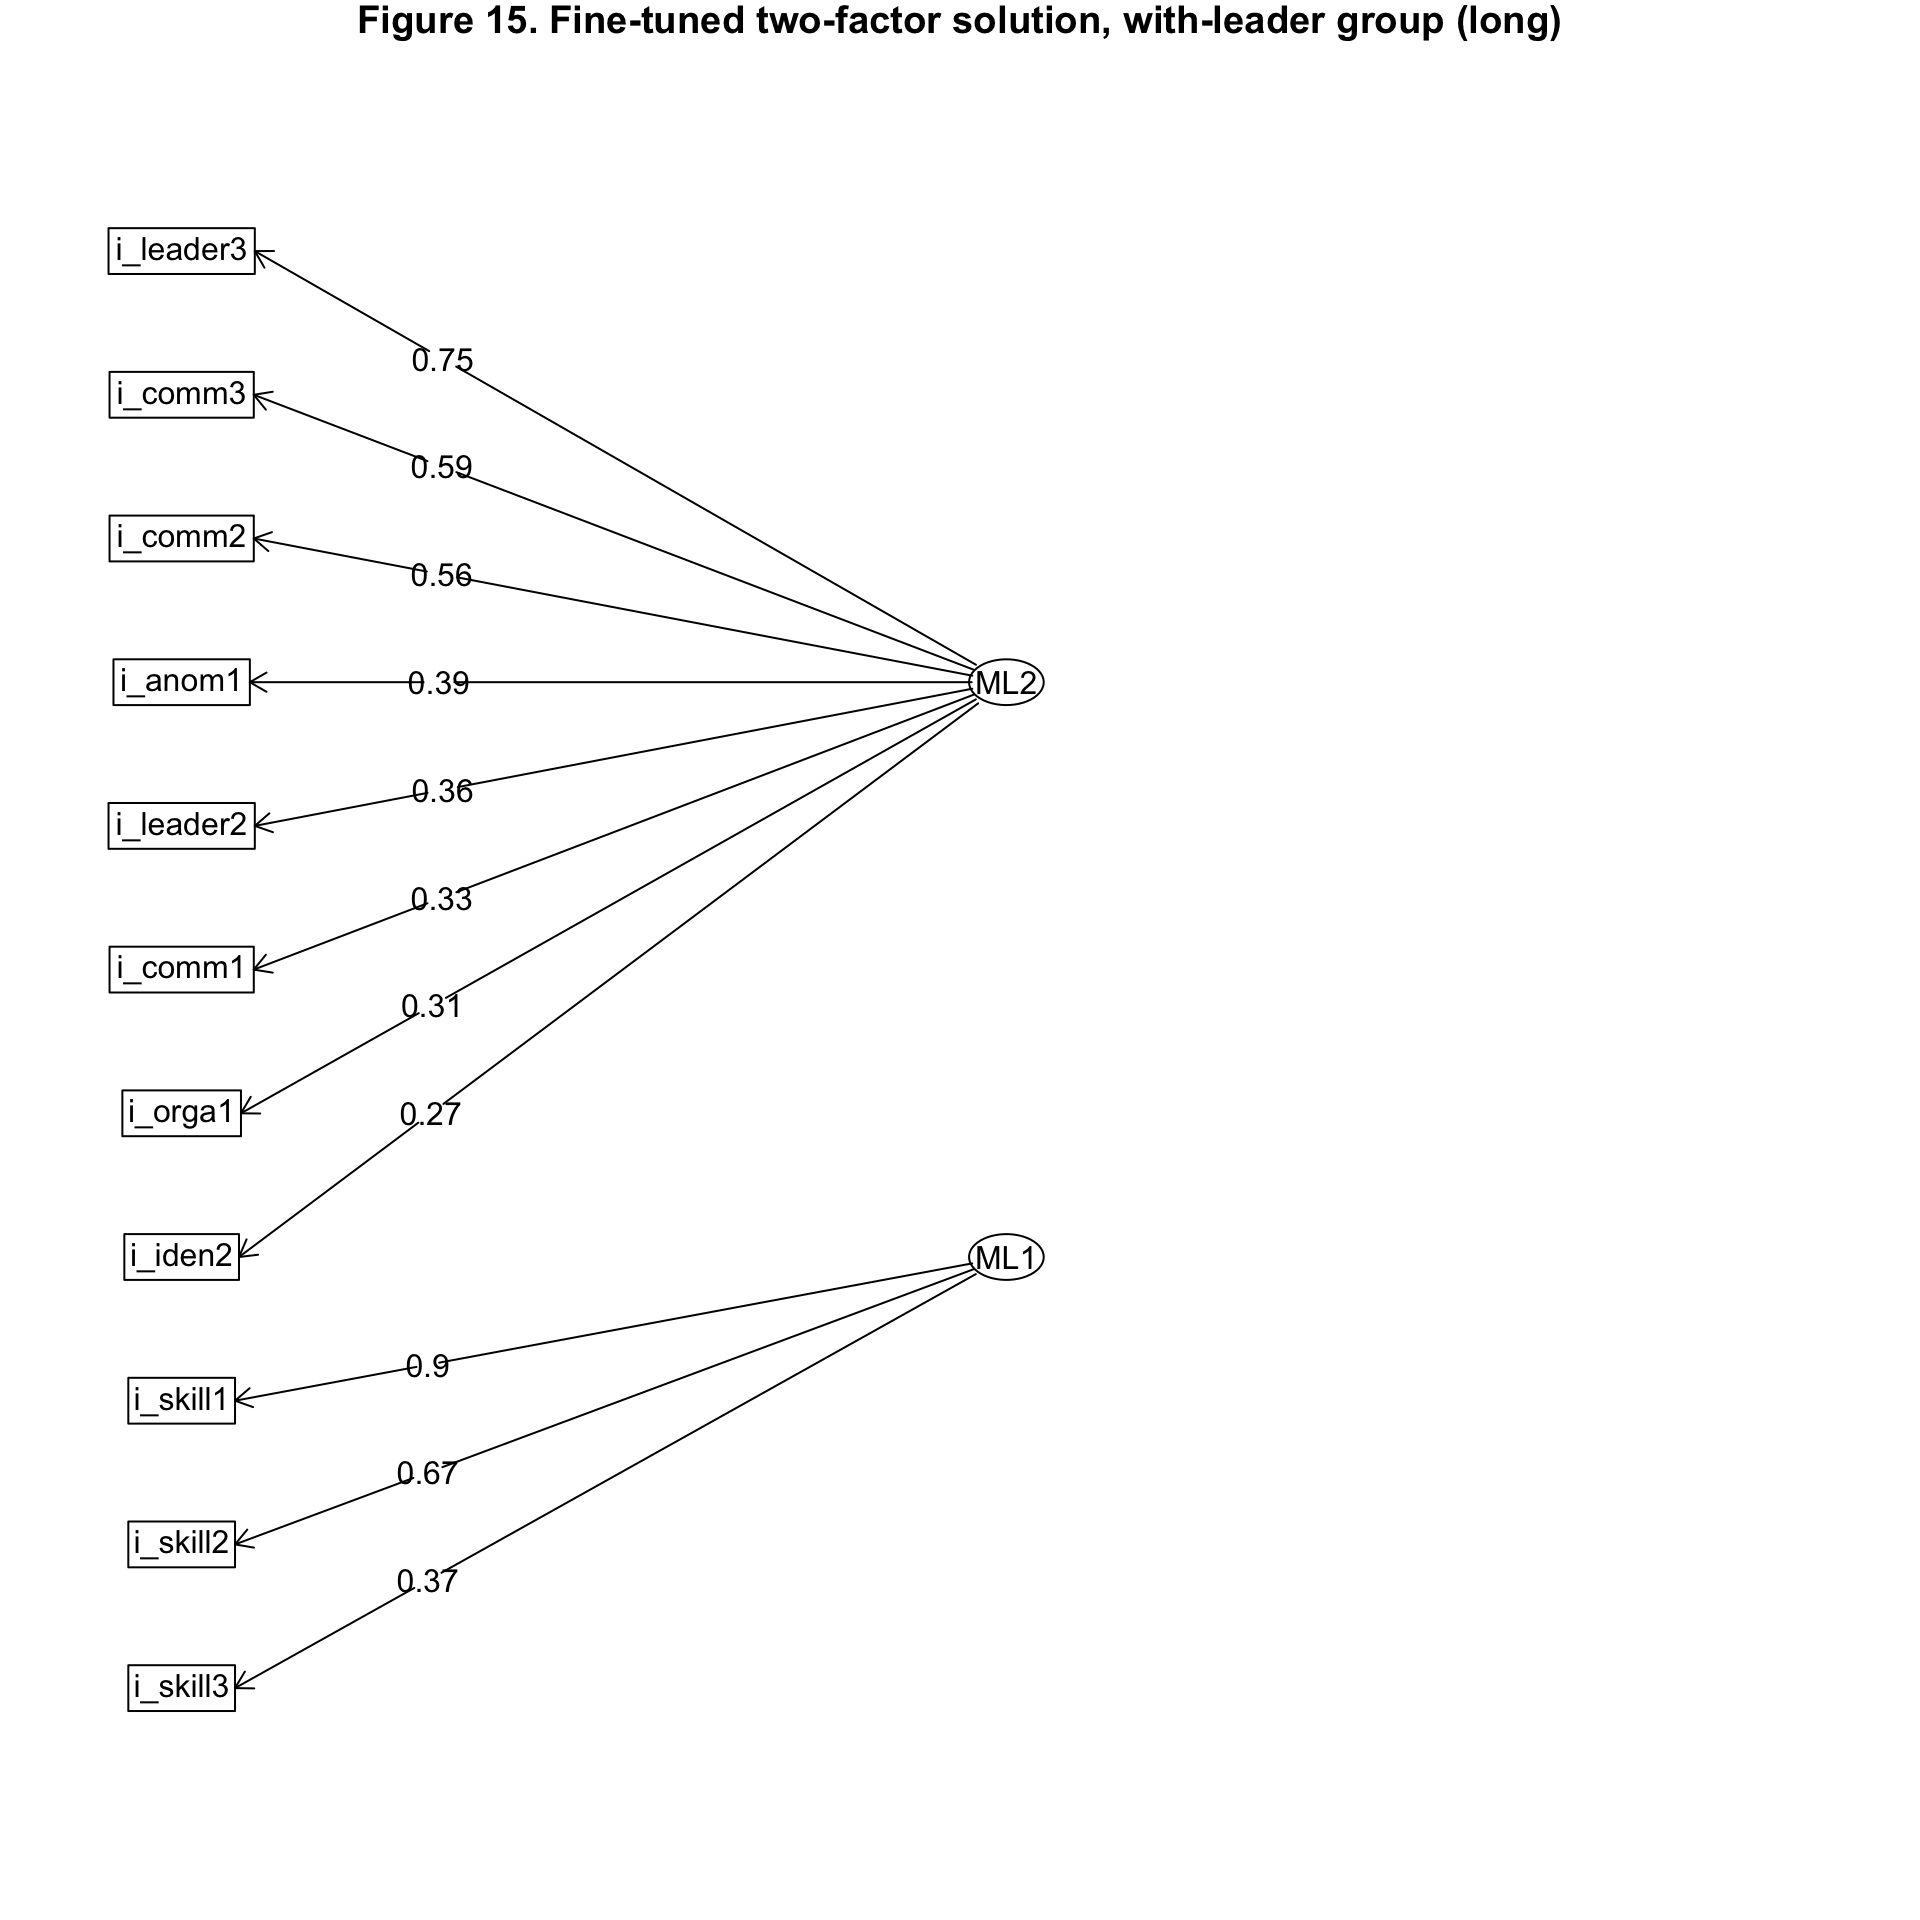 Figure 15. Fine-tuned two-factor solution, with-leader group (long)
i_leader3
0.75
i_comm3
0.59
i_comm2
0.56
i_anom1
0.39
ML2
i_leader2
0.36
i_comm1
0.33
i_orga1
0.31
i_iden2
0.27
ML1
i_skill1
0.9
i_skill2
0.67
i_skill3
0.37